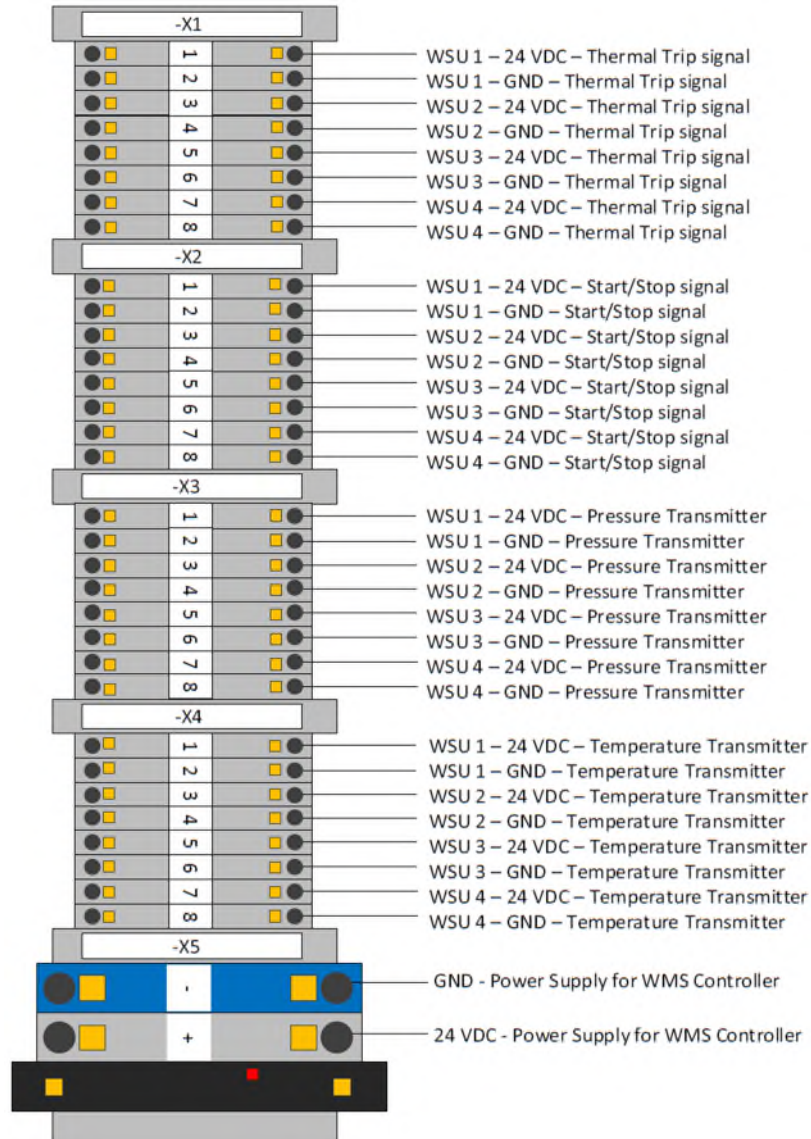 -X1
1 WSU 1 – 24 VDC – Thermal Trip signal
2 WSU 1 – GND – Thermal Trip signal
3 WSU 2 – 24 VDC – Thermal Trip signal
4 WSU 2 – GND – Thermal Trip signal
5 WSU 3 – 24 VDC – Thermal Trip signal
6 WSU 3 – GND – Thermal Trip signal
7 WSU 4 – 24 VDC – Thermal Trip signal
8 WSU 4 – GND – Thermal Trip signal
-X2
1 WSU 1 – 24 VDC – Start/Stop signal
2 WSU 1 – GND – Start/Stop signal
3 WSU 2 – 24 VDC – Start/Stop signal
4 WSU 2 – GND – Start/Stop signal
5 WSU 3 – 24 VDC – Start/Stop signal
6 WSU 3 – GND – Start/Stop signal
7 WSU 4 – 24 VDC – Start/Stop signal
8 WSU 4 – GND – Start/Stop signal
-X3
1 WSU 1 – 24 VDC – Pressure Transmitter
2 WSU 1 – GND – Pressure Transmitter
3 WSU 2 – 24 VDC – Pressure Transmitter
4 WSU 2 – GND – Pressure Transmitter
5 WSU 3 – 24 VDC – Pressure Transmitter
6 WSU 3 – GND – Pressure Transmitter
7 WSU 4 – 24 VDC – Pressure Transmitter
8 WSU 4 – GND – Pressure Transmitter
-X4
1 WSU 1 – 24 VDC – Temperature Transmitter
2 WSU 1 – GND – Temperature Transmitter
3 WSU 2 – 24 VDC – Temperature Transmitter
4 WSU 2 – GND – Temperature Transmitter
5 WSU 3 – 24 VDC – Temperature Transmitter
6 WSU 3 – GND – Temperature Transmitter
7 WSU 4 – 24 VDC – Temperature Transmitter
8 WSU 4 – GND – Temperature Transmitter
-X5
- GND - Power Supply for WMS Controller
+ 24 VDC - Power Supply for WMS Controller